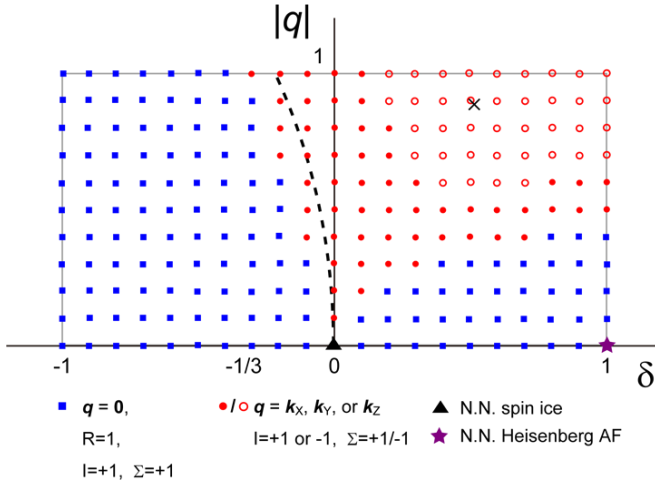 |q|
1
-1
-1/3
0
1
δ
q = 0,
R=1,
I=+1, Σ=+1
/ q = kX, kY, or kZ
I=+1 or -1, Σ=+1/-1
N.N. spin ice
N.N. Heisenberg AF